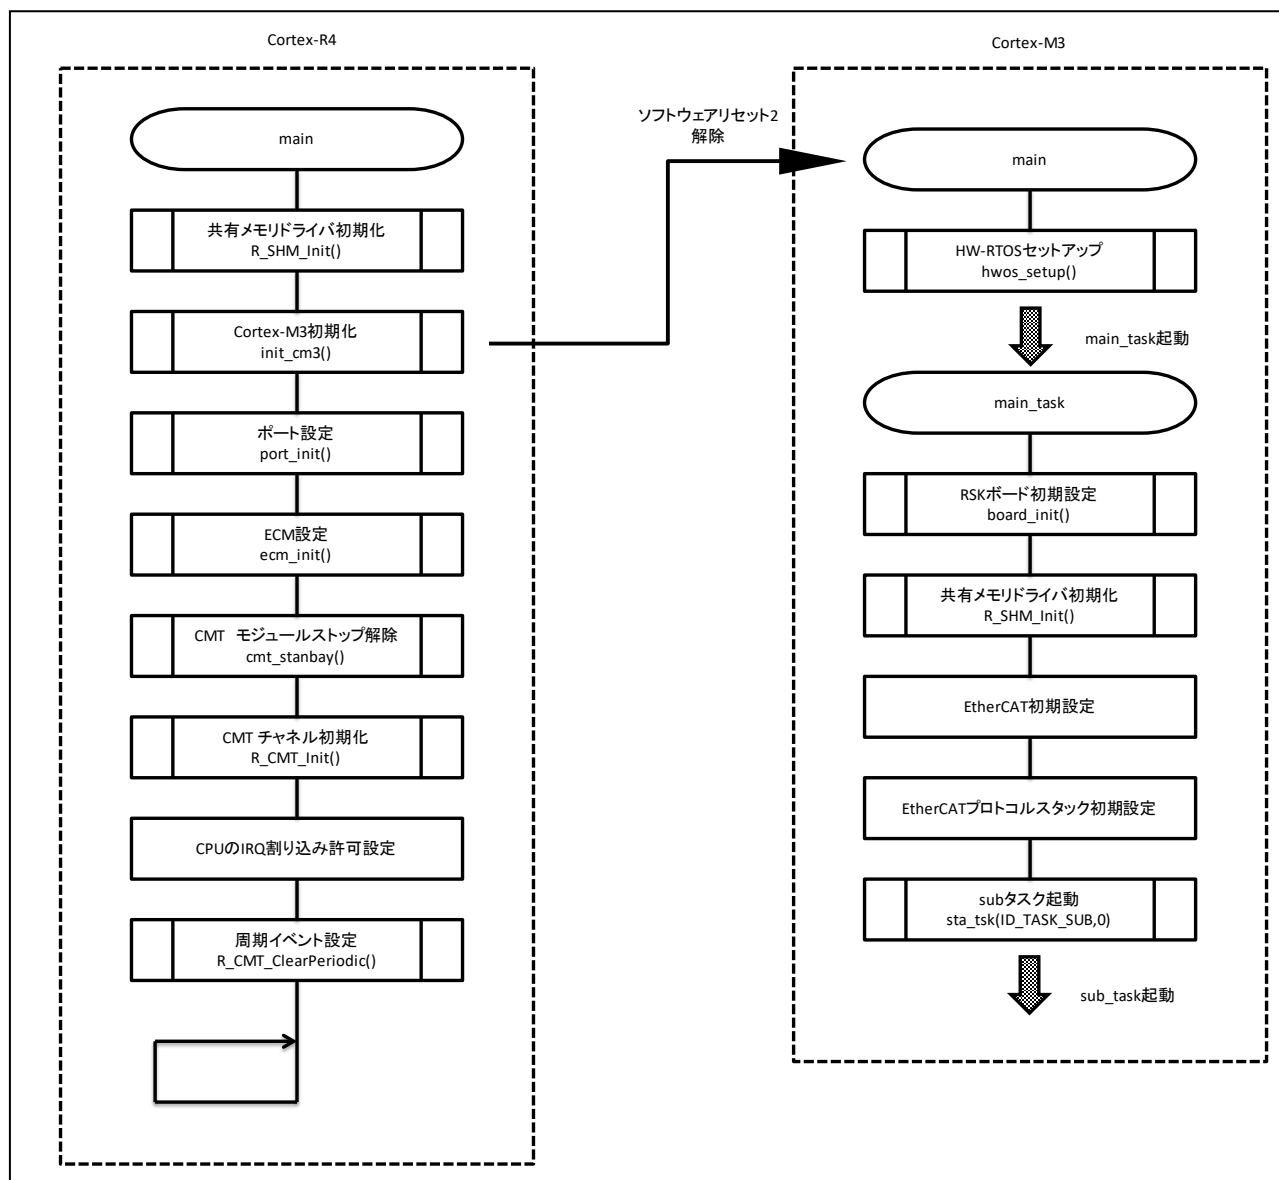 Cortex-R4
main
共有メモリドライバ初期化
R_SHM_Init()
Cortex-M3初期化
init_cm3()
ポート設定
port_init()
ECM設定
ecm_init()
CMT モジュールストップ解除
cmt_stanbay()
CMT チャネル初期化
R_CMT_Init()
CPUのIRQ割り込み許可設定
周期イベント設定
R_CMT_ClearPeriodic()
ソフトウェアリセット2
解除
Cortex-M3
main
HW-RTOSセットアップ
hwos_setup()
main_task起動
main_task
RSKボード初期設定
board_init()
共有メモリドライバ初期化
R_SHM_Init()
EtherCAT初期設定
EtherCATプロトコルスタック初期設定
subタスク起動
sta_tsk(ID_TASK_SUB,0)
sub_task起動